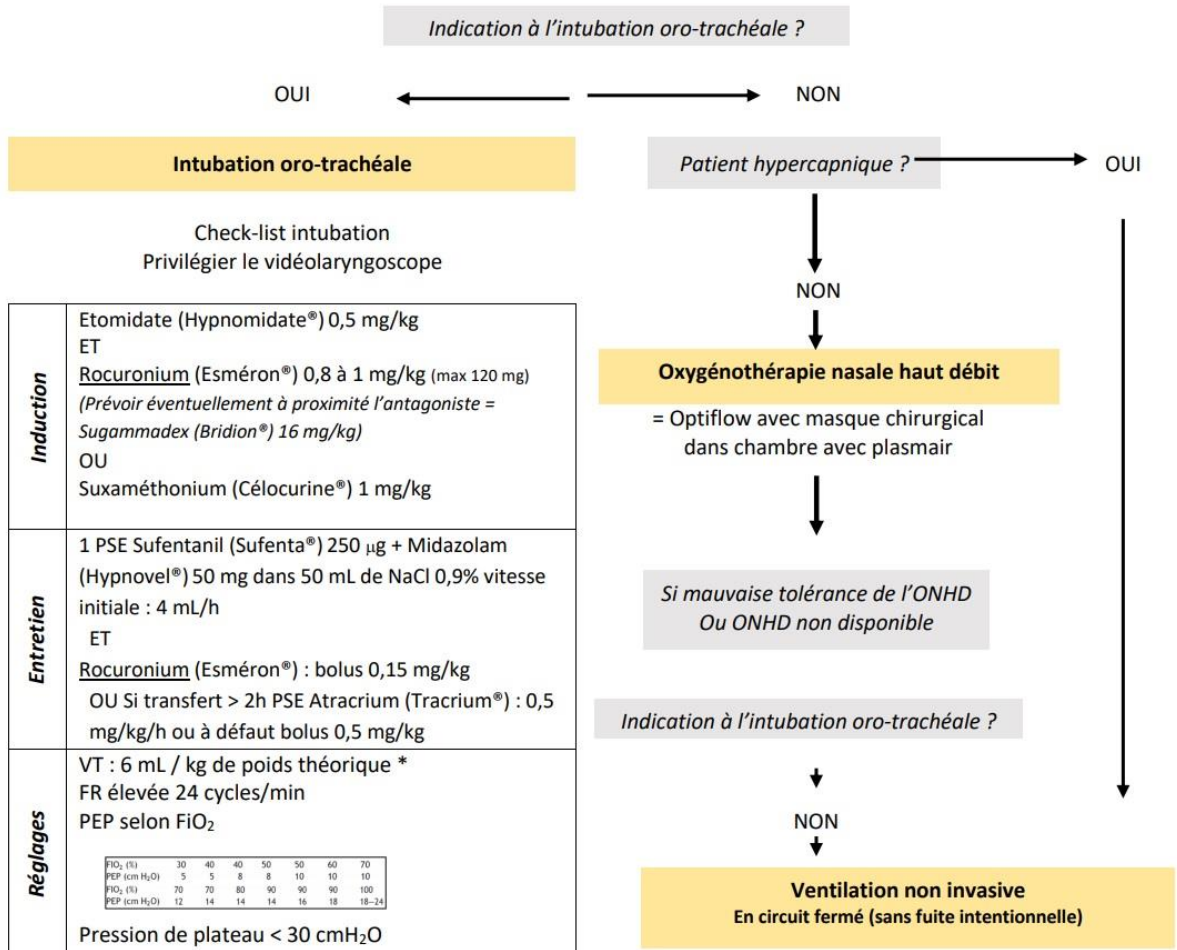 Indication à l'intubation oro-trachéale ?
OUI
NON
Intubation oro-trachéale
Check-list intubation
Privilégier le vidéolaryngoscope
Induction
Etomidate (Hypnomidate®) 0,5 mg/kg
ET
Rocuronium (Esméron®) 0,8 à 1 mg/kg (max 120 mg)
(Prévoir éventuellement à proximité l'antagoniste =
Sugammadex (Bridion®) 16 mg/kg)
OU
Suxaméthonium (Célocurine®) 1 mg/kg
Entretien
1 PSE Sufentanil (Sufenta®) 250 µg + Midazolam
(Hypnovel®) 50 mg dans 50 mL de NaCl 0,9% vitesse
initiale : 4 mL/h
ET
Rocuronium (Esméron®) : bolus 0,15 mg/kg
OU Si transfert > 2h PSE Atracrium (Tracrium®) : 0,5
mg/kg/h ou à défaut bolus 0,5 mg/kg
Réglages
VT : 6 mL / kg de poids théorique *
FR élevée 24 cycles/min
PEP selon FiO₂
FIO₂ (%) 30 40 40 50 50 60 70
PEP (cm H₂O) 5 5 8 8 10 10 10
FIO₂ (%) 70 70 80 90 90 90 100
PEP (cm H₂O) 12 14 14 14 16 18 18–24
Pression de plateau < 30 cmH₂O
Patient hypercapnique ?
OUI
NON
Oxygénothérapie nasale haut débit
= Optiflow avec masque chirurgical
dans chambre avec plasmair
Si mauvaise tolérance de l'ONHD
Ou ONHD non disponible
Indication à l'intubation oro-trachéale ?
NON
Ventilation non invasive
En circuit fermé (sans fuite intentionnelle)